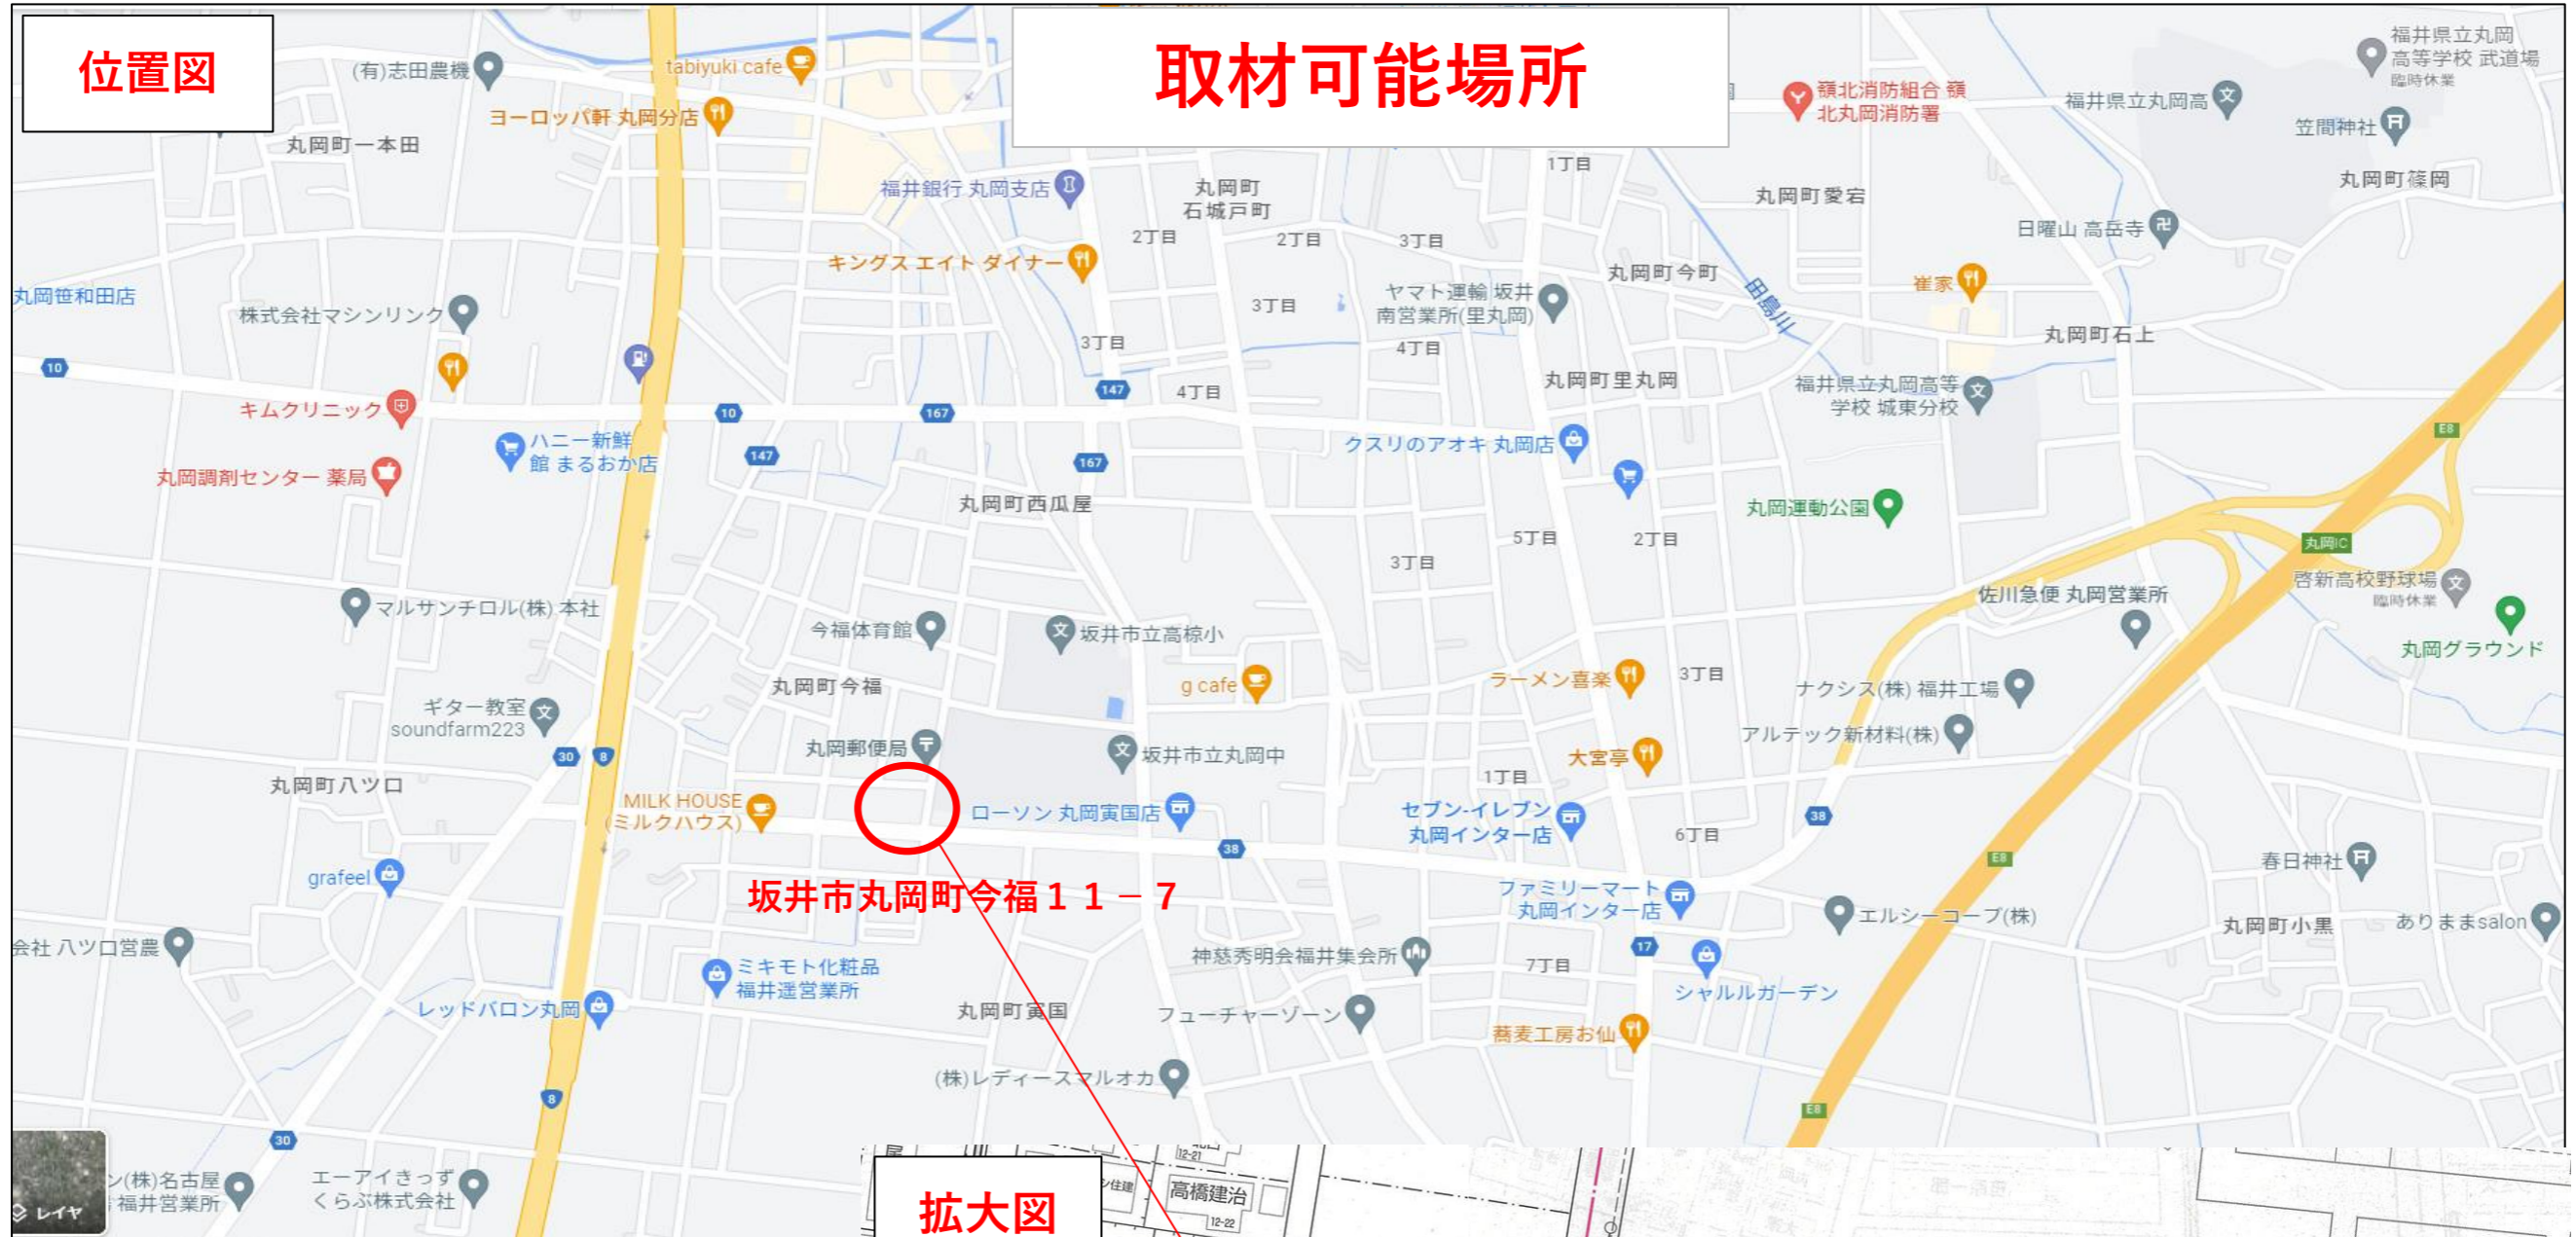 位置図
取材可能場所
(有)志田農機
tabiyuki cafe
ヨーロッパ軒 丸岡分店
丸岡町一本田
福井銀行 丸岡支店
丸岡町
石城戸町
1丁目
嶺北消防組合 嶺
北丸岡消防署
福井県立丸岡高
福井県立丸岡
高等学校 武道場
臨時休業
笠間神社
丸岡町篠岡
丸岡町愛宕
日曜山 高岳寺
2丁目
2丁目
3丁目
キングス エイト ダイナー
丸岡町今町
田島川
崔家
丸岡笹和田店
株式会社マシンリンク
3丁目
ヤマト運輸 坂井
南営業所(里丸岡)
丸岡町石上
3丁目
4丁目
10
147
4丁目
丸岡町里丸岡
福井県立丸岡高等
学校 城東分校
キムクリニック
10
167
E8
ハニー新鮮
館 まるおか店
147
167
クスリのアオキ 丸岡店
丸岡調剤センター 薬局
丸岡町西瓜屋
丸岡運動公園
5丁目
2丁目
丸岡IC
3丁目
啓新高校野球場
臨時休業
マルサンチロル(株) 本社
今福体育館
坂井市立高椋小
佐川急便 丸岡営業所
丸岡グラウンド
丸岡町今福
g cafe
ラーメン喜楽
3丁目
ナクシス(株) 福井工場
ギター教室
soundfarm223
アルテック新材料(株)
30
8
丸岡郵便局
坂井市立丸岡中
大宮亭
丸岡町八ツ口
1丁目
MILK HOUSE
(ミルクハウス)
ローソン 丸岡寅国店
セブン-イレブン
丸岡インター店
38
6丁目
38
E8
春日神社
grafeel
坂井市丸岡町今福11-7
ファミリーマート
丸岡インター店
エルシーコープ(株)
丸岡町小黒
ありままsalon
会社 八ツ口営農
神慈秀明会福井集会所
17
7丁目
ミキモト化粧品
福井遥営業所
シャルルガーデン
レッドバロン丸岡
丸岡町寅国
フューチャーゾーン
蕎麦工房お仙
(株)レディースマルオカ
8
E8
30
ン(株)名古屋
福井営業所
エーアイきっず
くらぶ株式会社
レイヤ
拡大図
12-21
高橋建治
12-22